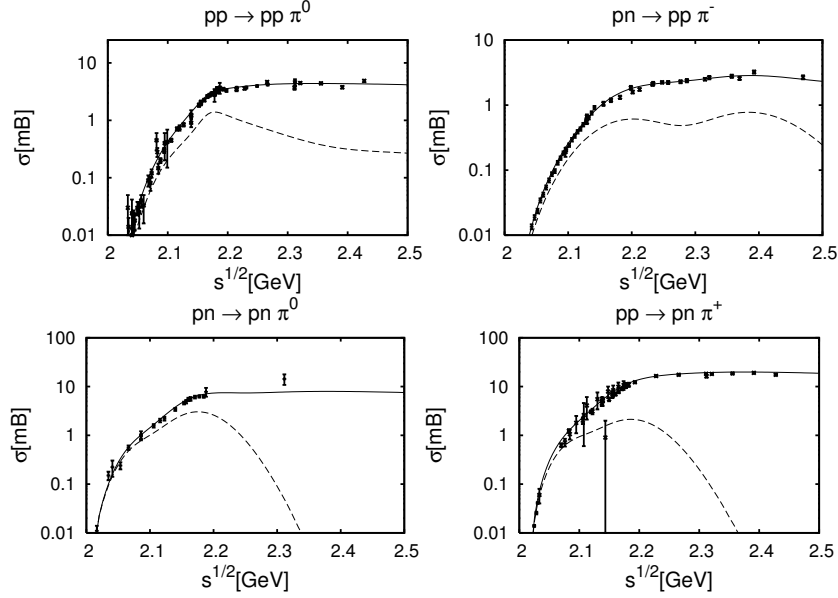 pp → pp π⁰
pn → pp π⁻
10
1
0.1
0.01
σ[mB]
2 2.1 2.2 2.3 2.4 2.5
s^{1/2}[GeV]
10
1
0.1
0.01
σ[mB]
2 2.1 2.2 2.3 2.4 2.5
s^{1/2}[GeV]
pn → pn π⁰
pp → pn π⁺
100
10
1
0.1
0.01
σ[mB]
2 2.1 2.2 2.3 2.4 2.5
s^{1/2}[GeV]
100
10
1
0.1
0.01
σ[mB]
2 2.1 2.2 2.3 2.4 2.5
s^{1/2}[GeV]